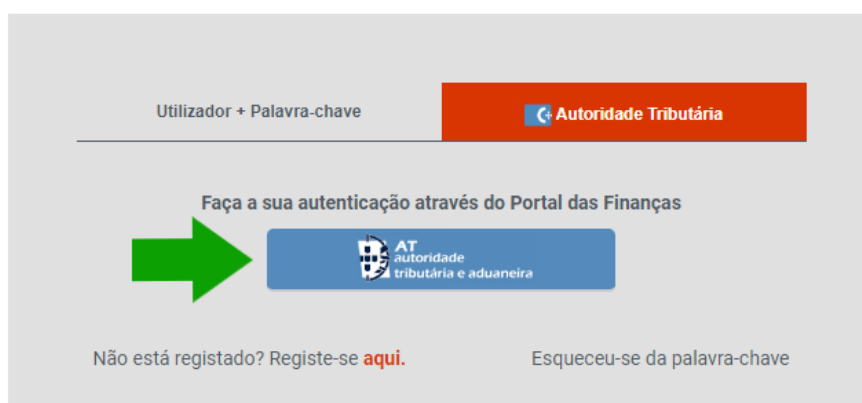 Utilizador + Palavra-chave
Autoridade Tributária
Faça a sua autenticação através do Portal das Finanças
AT
autoridade
tributária e aduaneira
Não está registado? Registe-se aqui.
Esqueceu-se da palavra-chave